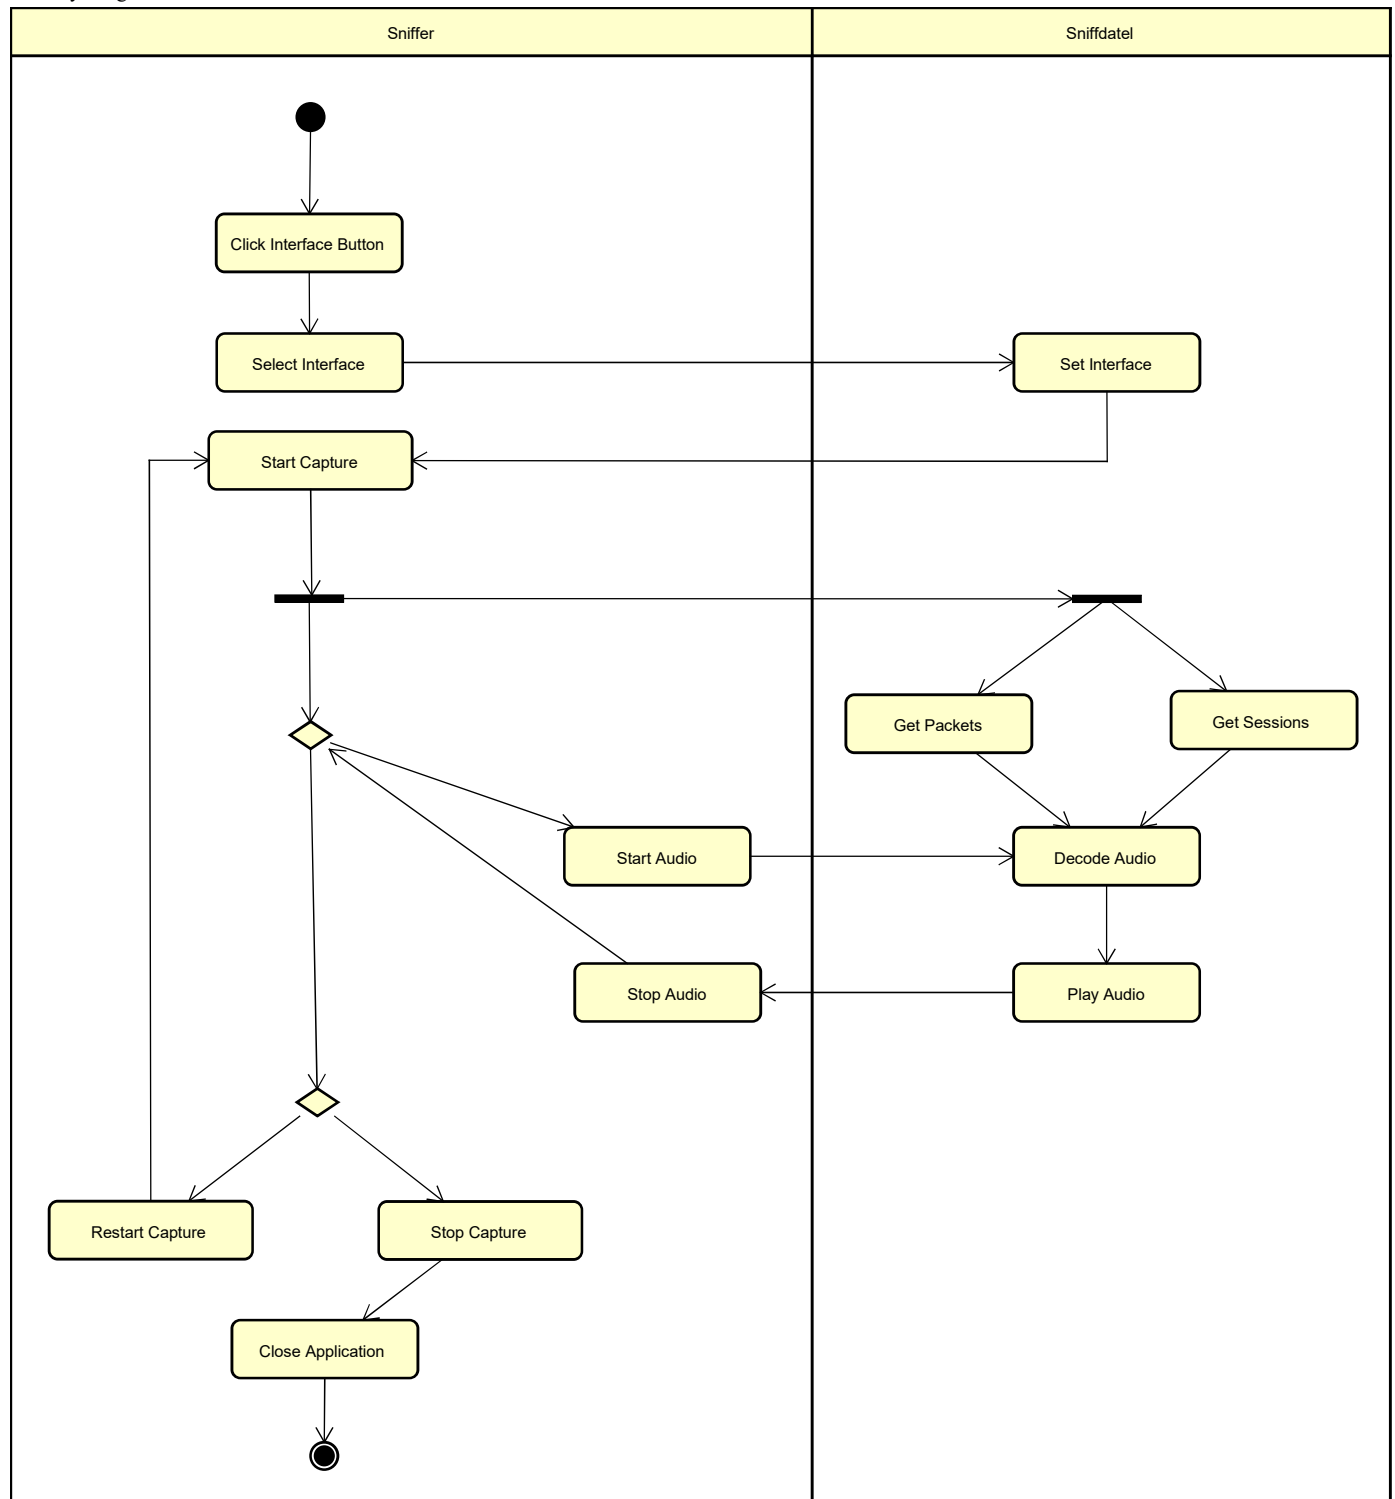 Sniffer
Sniffdatel
Click Interface Button
Select Interface
Set Interface
Start Capture
Get Packets
Get Sessions
Start Audio
Decode Audio
Stop Audio
Play Audio
Restart Capture
Stop Capture
Close Application